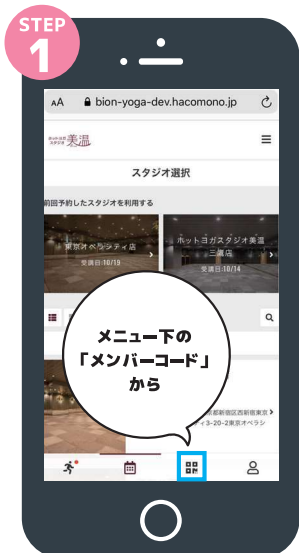 STEP
1
AA bion-yoga-dev.hacomono.jp
ホットヨガ
スタジオ 美温
スタジオ選択
前回予約したスタジオを利用する
東京オペラシティ店
受講日:10/19
ホットヨガスタジオ美温
三鷹店
受講日:10/14
メニュー下の
「メンバーコード」
から
京都新宿区西新宿東京
ィ3-20-2東京オペラシ